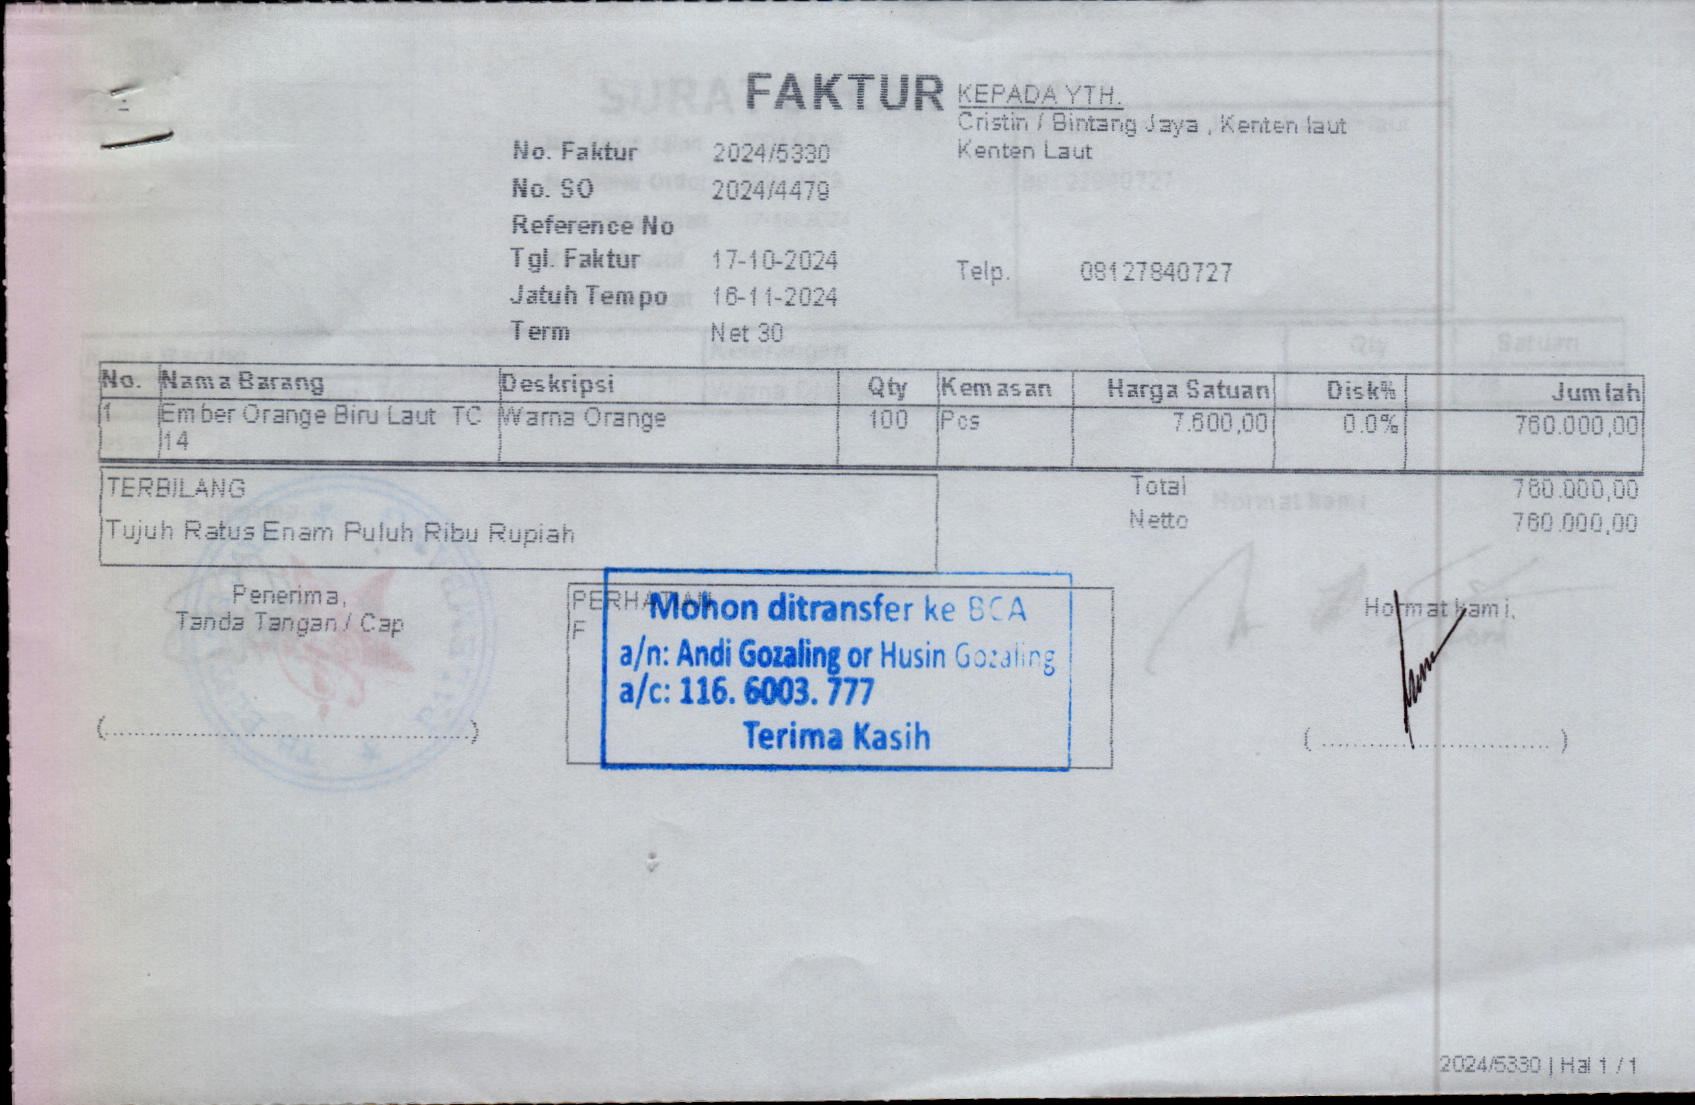 FAKTUR
KEPADA YTH.
Cristin / Bintang Jaya , Kenten laut
Kenten Laut
No. Faktur 2024/5330
No. SO 2024/4479
Reference No
Tgl. Faktur 17-10-2024
Jatuh Tempo 16-11-2024
Term Net 30
Telp. 08127840727
No. Nama Barang Deskripsi Qty Kemasan Harga Satuan Disk% Jumlah
1 Ember Orange Biru Laut TC Warna Orange 100 Pcs 7.600,00 0.0% 760.000,00
14
TERBILANG
Tujuh Ratus Enam Puluh Ribu Rupiah
Total 760.000,00
Netto 760.000,00
Penerima,
Tanda Tangan / Cap
(........................................)
PERHATIAN
F
Mohon ditransfer ke BCA
a/n: Andi Gozaling or Husin Gozaling
a/c: 116. 6003. 777
Terima Kasih
Hormat kami,
( ............................ )
2024/5330 | Hal 1 / 1